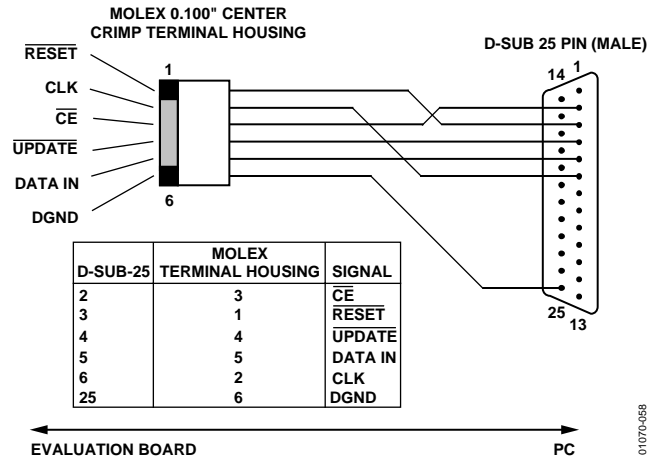 MOLEX 0.100" CENTER
CRIMP TERMINAL HOUSING
D-SUB 25 PIN (MALE)
RESET
CLK
CE
UPDATE
DATA IN
DGND
1
6
14 1
25
13
D-SUB-25 MOLEX TERMINAL HOUSING SIGNAL
2 3 CE
3 1 RESET
4 4 UPDATE
5 5 DATA IN
6 2 CLK
25 6 DGND
EVALUATION BOARD
PC
01070-058